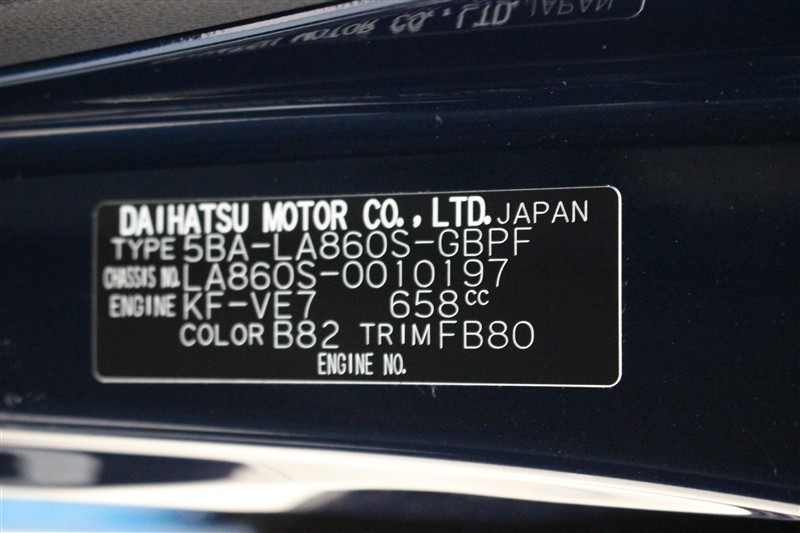 DAIHATSU MOTOR CO., LTD. JAPAN
TYPE 5BA-LA860S-GBPF
CHASSIS NO. LA860S-0010197
ENGINE KF-VE7 658cc
COLOR B82 TRIM FB80
ENGINE NO.